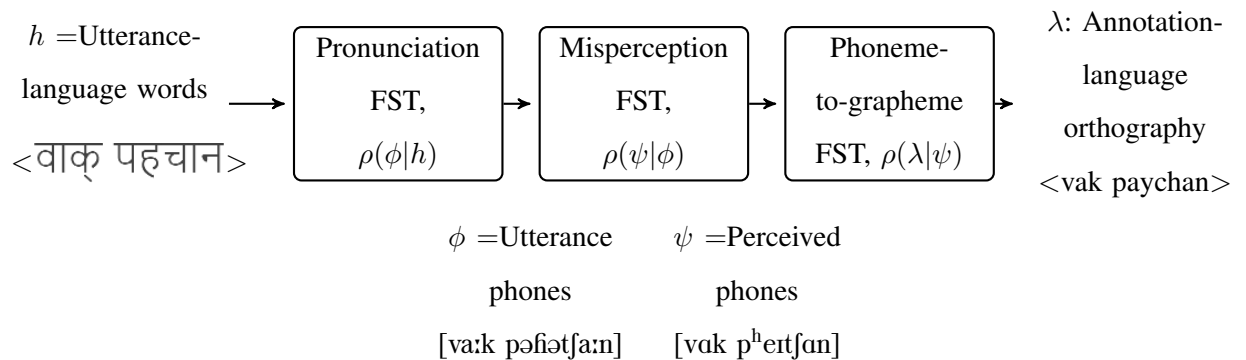 h =Utterance-
language words
<वाक् पहचान>
Pronunciation
FST,
ρ(ϕ|h)
Misperception
FST,
ρ(ψ|ϕ)
Phoneme-
to-grapheme
FST, ρ(λ|ψ)
λ: Annotation-
language
orthography
<vak paychan>
ϕ =Utterance
phones
[vaːk pəɦətʃaːn]
ψ =Perceived
phones
[vɑk pʰeɪtʃɑn]